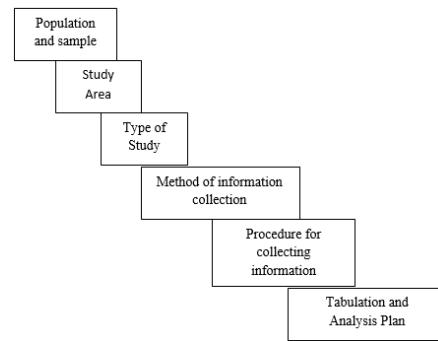 Population
and sample
Study
Area
Type of
Study
Method of information
collection
Procedure for
collecting
information
Tabulation and
Analysis Plan